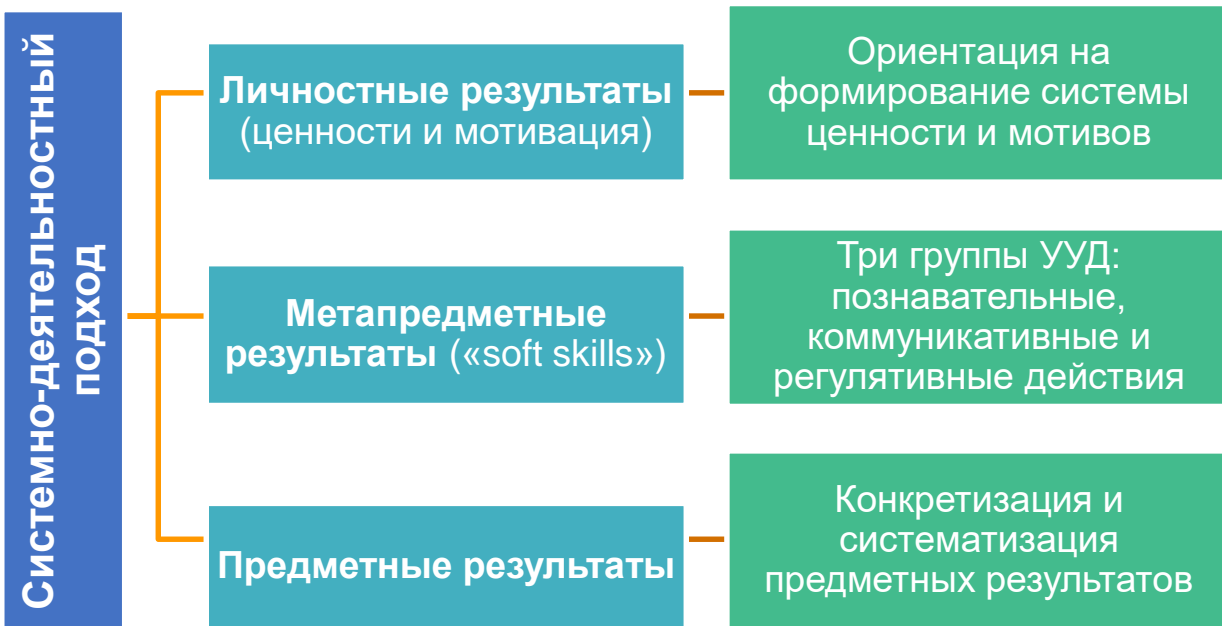 Системно-деятельностный
подход
Личностные результаты
(ценности и мотивация)
Ориентация на
формирование системы
ценности и мотивов
Метапредметные
результаты («soft skills»)
Три группы УУД:
познавательные,
коммуникативные и
регулятивные действия
Предметные результаты
Конкретизация и
систематизация
предметных результатов